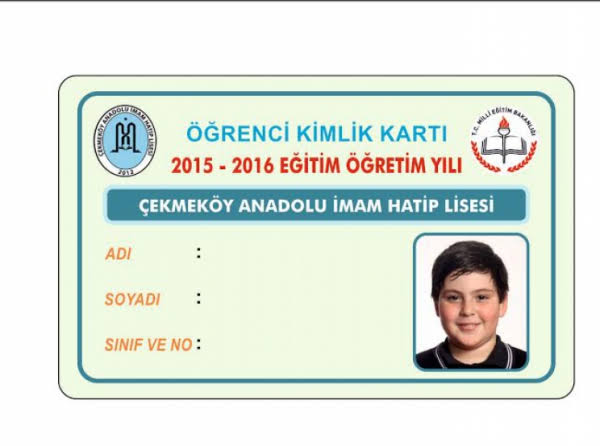 ÇEKMEKÖY ANADOLU İMAM HATİP LİSESİ
2013
T.C. MİLLİ EĞİTİM BAKANLIĞI
ÖĞRENCİ KİMLİK KARTI
2015 - 2016 EĞİTİM ÖĞRETİM YILI
ÇEKMEKÖY ANADOLU İMAM HATİP LİSESİ
ADI :
SOYADI :
SINIF VE NO :